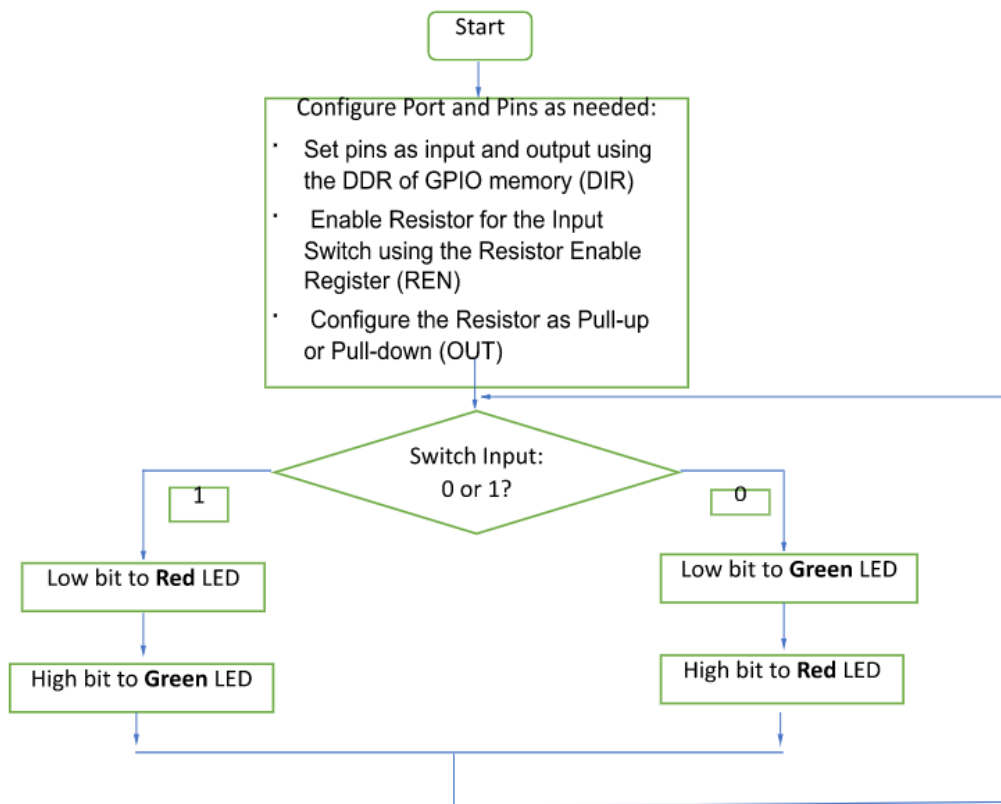 Start
Configure Port and Pins as needed:
· Set pins as input and output using
the DDR of GPIO memory (DIR)
· Enable Resistor for the Input
Switch using the Resistor Enable
Register (REN)
· Configure the Resistor as Pull-up
or Pull-down (OUT)
Switch Input:
0 or 1?
1
0
Low bit to Red LED
High bit to Green LED
Low bit to Green LED
High bit to Red LED